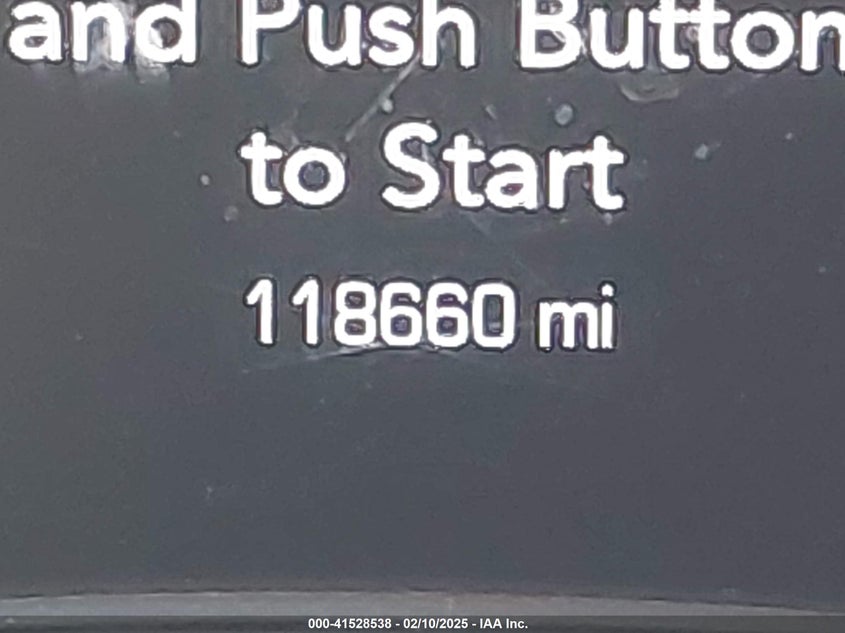 and Push Button
to Start
118660 mi
000-41528538 - 02/10/2025 - IAA Inc.